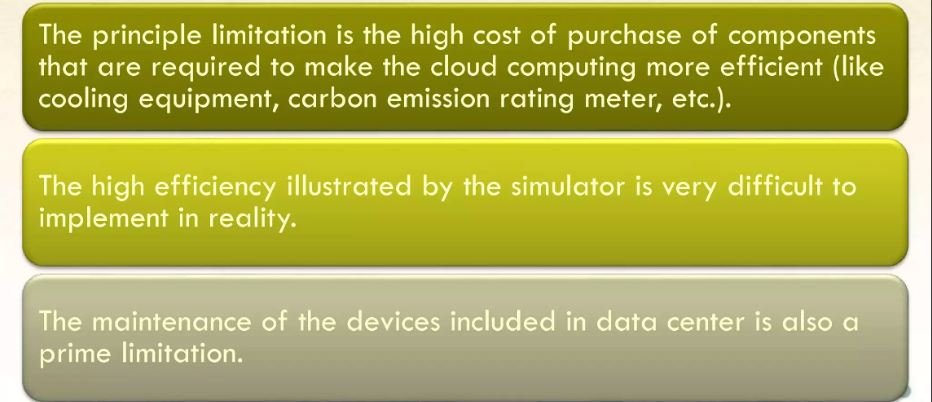 The principle limitation is the high cost of purchase of components
that are required to make the cloud computing more efficient (like
cooling equipment, carbon emission rating meter, etc.).
The high efficiency illustrated by the simulator is very difficult to
implement in reality.
The maintenance of the devices included in data center is also a
prime limitation.